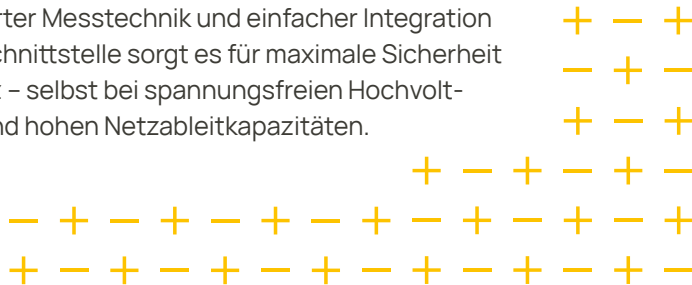 rter Messtechnik und einfacher Integration
chnittstelle sorgt es für maximale Sicherheit
t – selbst bei spannungsfreien Hochvolt-
nd hohen Netzableitkapazitäten.